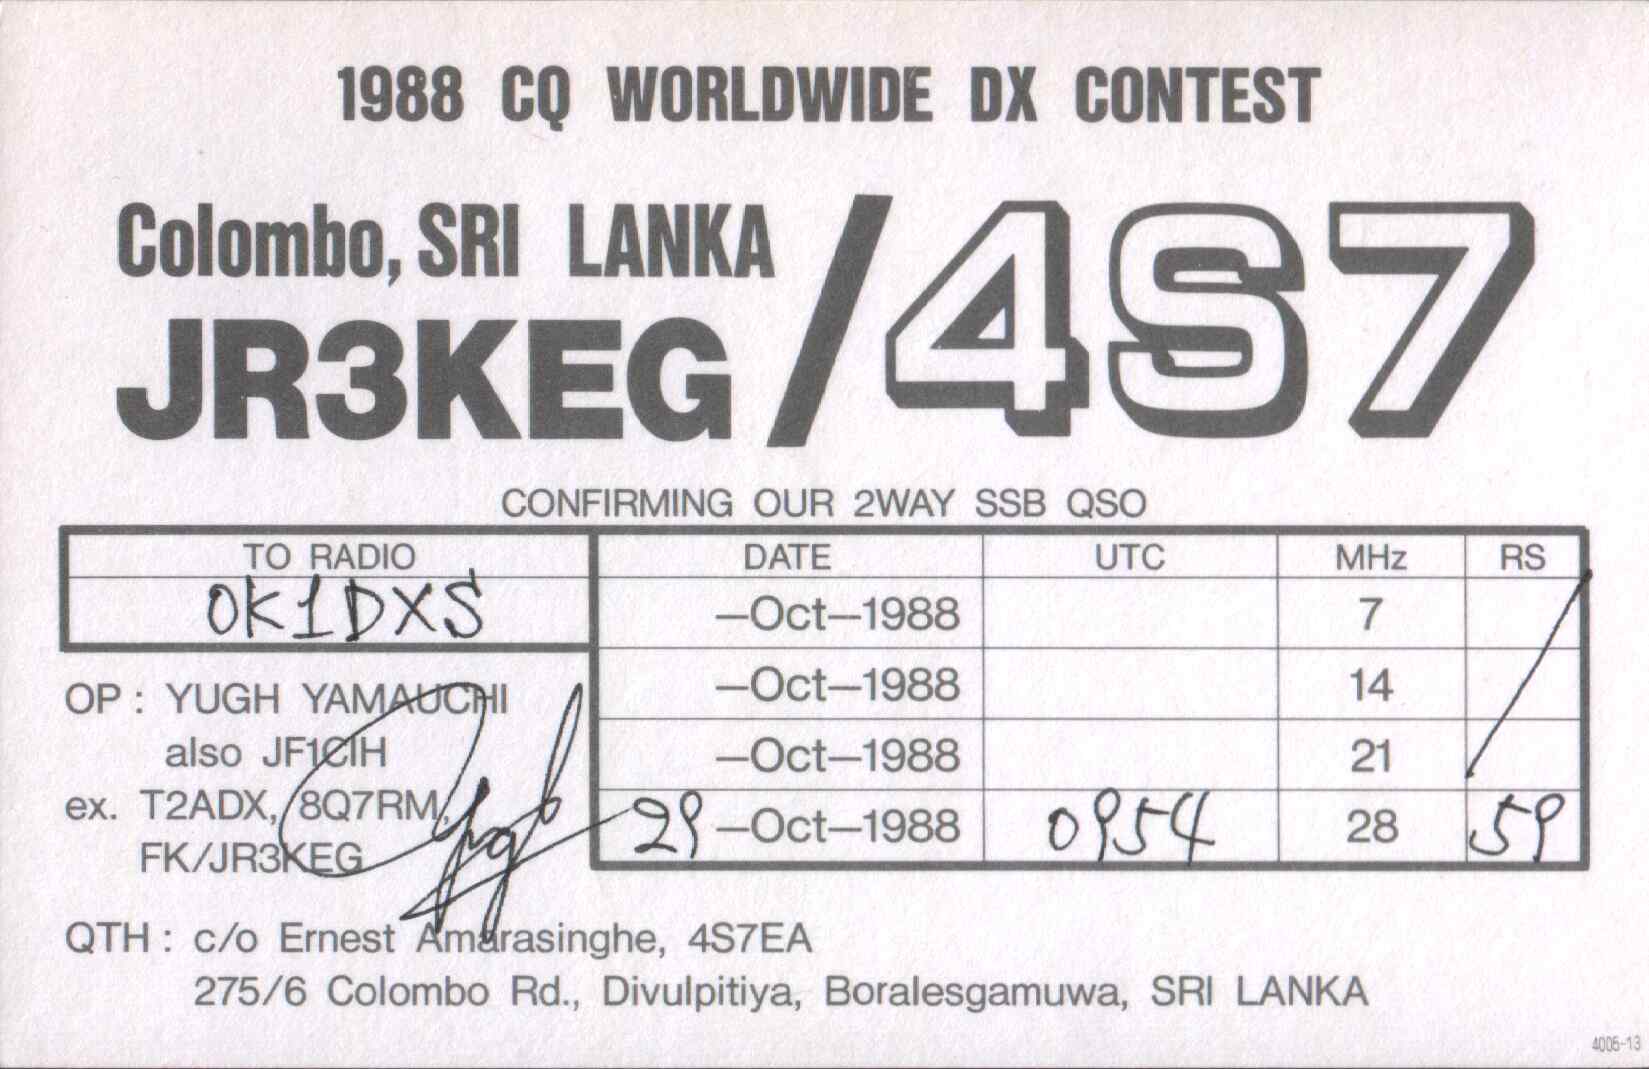 1988 CQ WORLDWIDE DX CONTEST
Colombo, SRI LANKA
JR3KEG/4S7
CONFIRMING OUR 2WAY SSB QSO
TO RADIO DATE UTC MHz RS
OK1DXS
–Oct–1988 7
–Oct–1988 14
–Oct–1988 21
29–Oct–1988 0954 28 59
OP : YUGH YAMAUCHI
also JF1CIH
ex. T2ADX, 8Q7RM,
FK/JR3KEG
QTH : c/o Ernest Amarasinghe, 4S7EA
275/6 Colombo Rd., Divulpitiya, Boralesgamuwa, SRI LANKA
4005-13